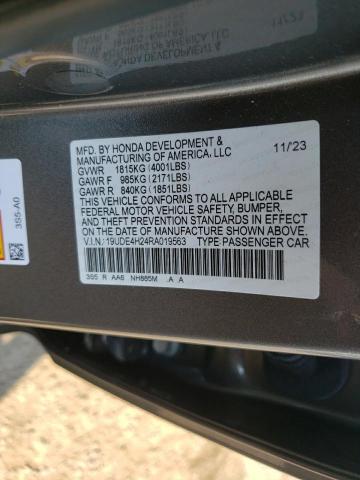 MFD. BY HONDA DEVELOPMENT &
MANUFACTURING OF AMERICA, LLC 11/23
GVWR 1815KG (4001LBS)
GAWR F 985KG (2171LBS)
GAWR R 840KG (1851LBS)
THIS VEHICLE CONFORMS TO ALL APPLICABLE
FEDERAL MOTOR VEHICLE SAFETY, BUMPER,
AND THEFT PREVENTION STANDARDS IN EFFECT
ON THE DATE OF MANUFACTURE SHOWN ABOVE.
V.I.N.:19UDE4H24RA019563 TYPE PASSENGER CAR
3S5 R AA6 NH885M .A A
3S5-A0